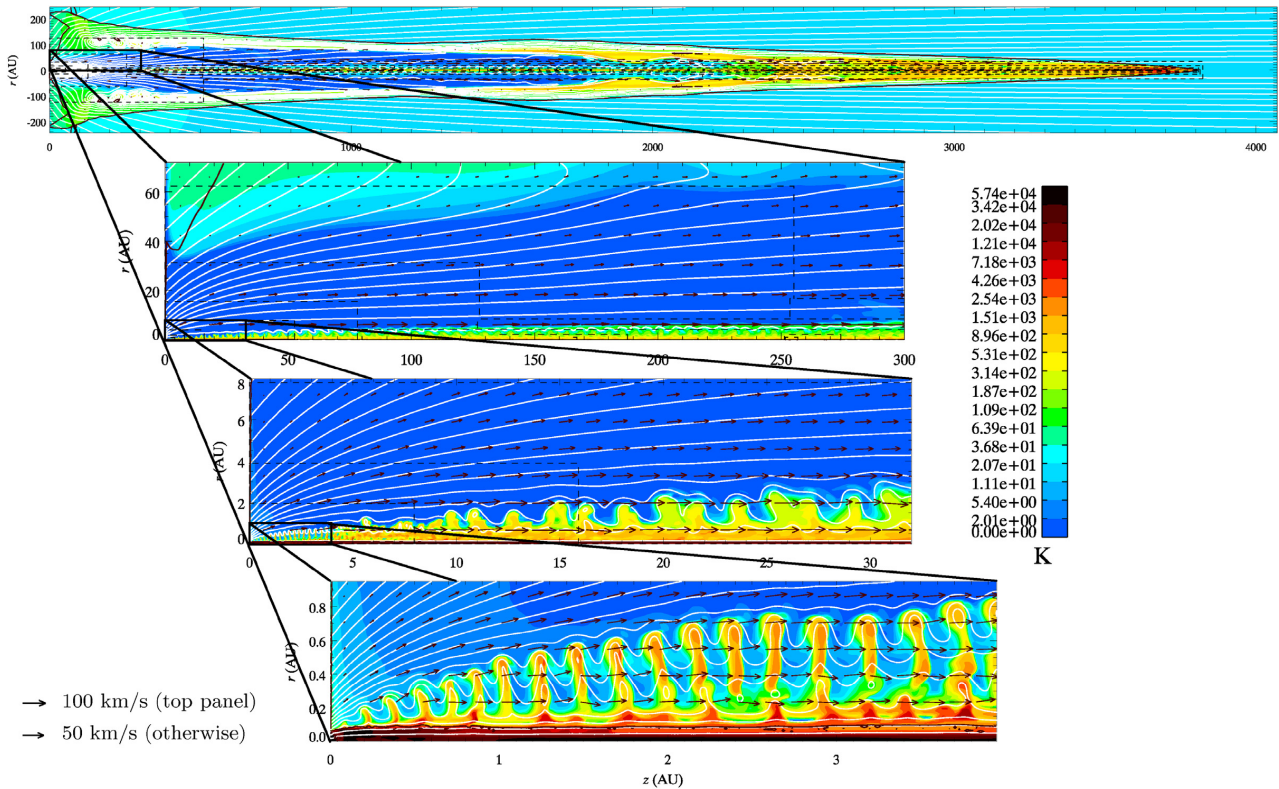 200
100
0
-100
-200
r (AU)
0 1000 2000 3000 4000
60
40
20
0
r (AU)
0 50 100 150 200 250 300
8
6
4
2
0
(AU)
0 5 10 15 20 25 30
0.8
0.6
0.4
0.2
0.0
r (AU)
0 1 2 3
z (AU)
5.74e+04
3.42e+04
2.02e+04
1.21e+04
7.18e+03
4.26e+03
2.54e+03
1.51e+03
8.96e+02
5.31e+02
3.14e+02
1.87e+02
1.09e+02
6.39e+01
3.68e+01
2.07e+01
1.11e+01
5.40e+00
2.01e+00
0.00e+00
K
100 km/s (top panel)
50 km/s (otherwise)